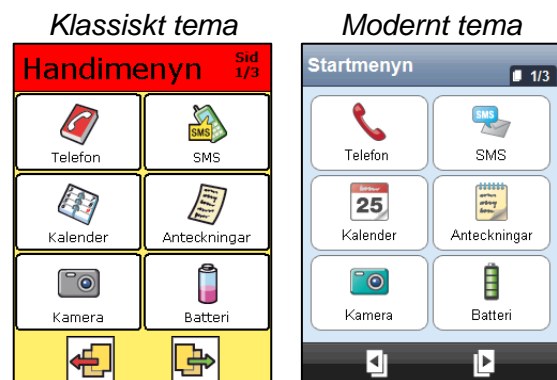 Klassiskt tema
Handimenyn
Sid
1/3
Telefon
SMS
SMS
Kalender
Anteckningar
Kamera
Batteri
Modernt tema
Startmenyn
1/3
SMS
Telefon
SMS
25
Kalender
Anteckningar
Kamera
Batteri